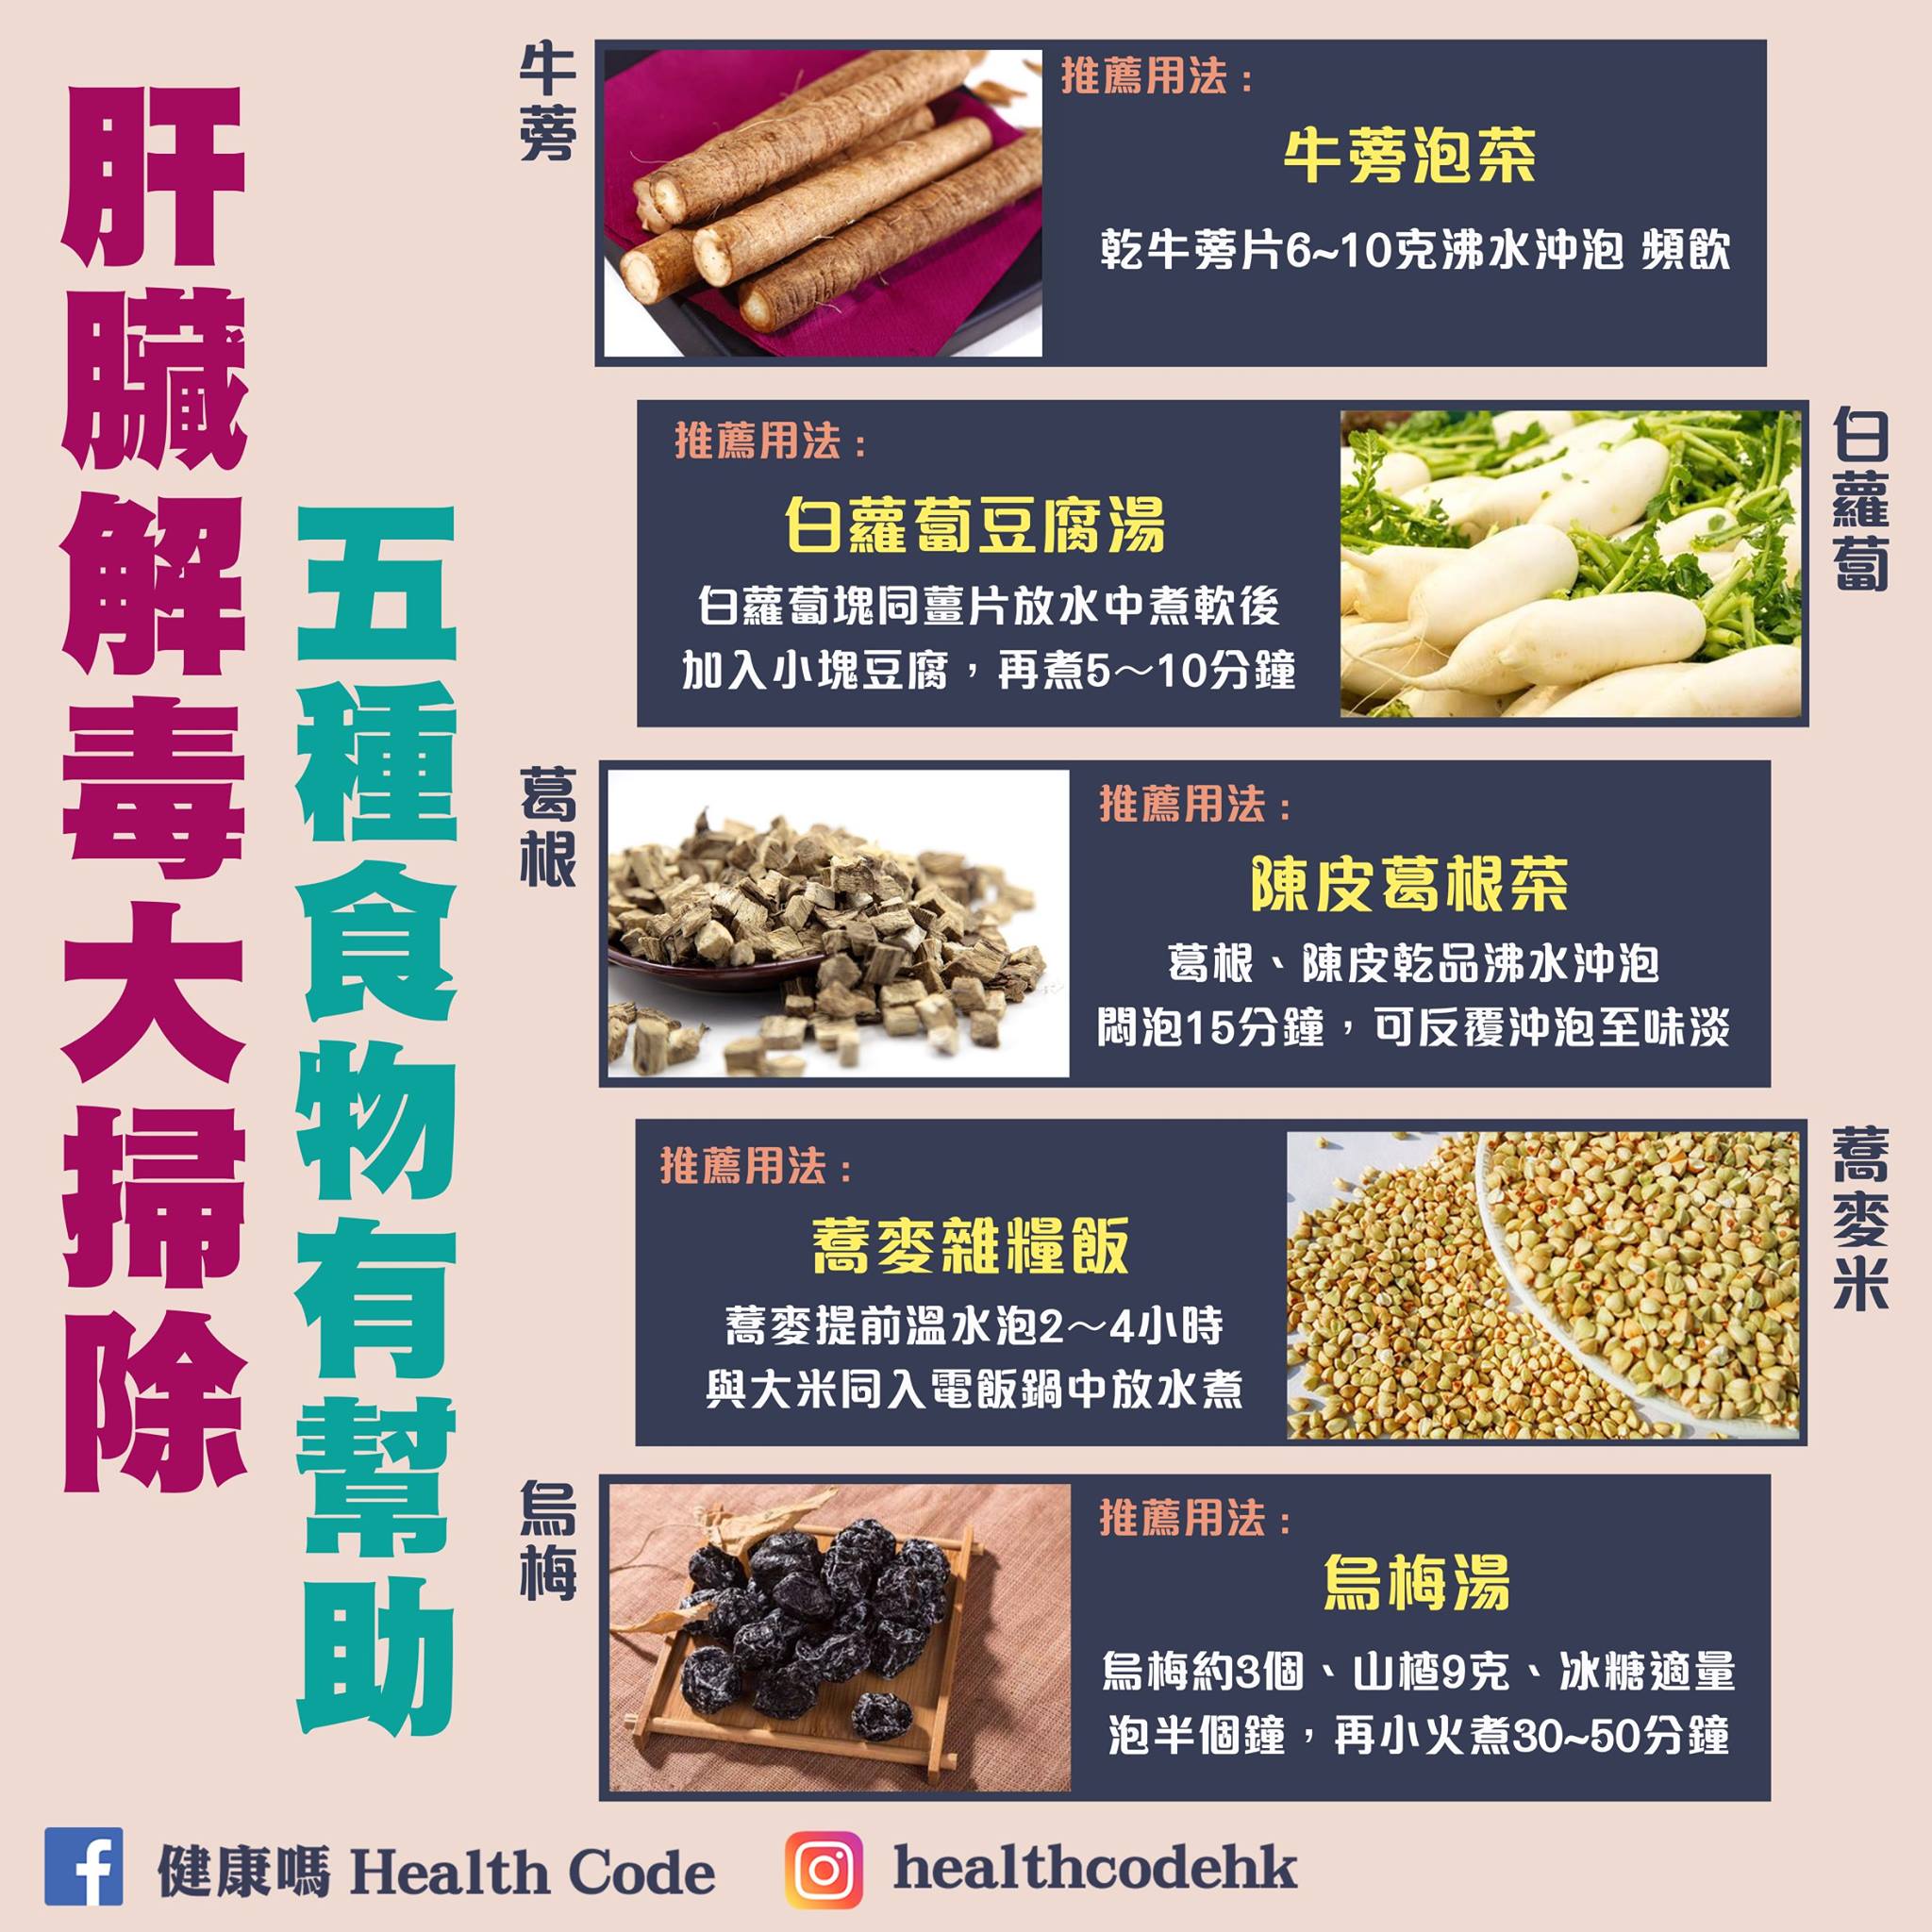 肝臟解毒大掃除
五種食物有幫助
牛蒡
推薦用法：
牛蒡泡茶
乾牛蒡片6~10克沸水沖泡 頻飲
白蘿蔔
推薦用法：
白蘿蔔豆腐湯
白蘿蔔塊同薑片放水中煮軟後
加入小塊豆腐，再煮5～10分鐘
葛根
推薦用法：
陳皮葛根茶
葛根、陳皮乾品沸水沖泡
悶泡15分鐘，可反覆沖泡至味淡
蕎麥米
推薦用法：
蕎麥雜糧飯
蕎麥提前溫水泡2～4小時
與大米同入電飯鍋中放水煮
烏梅
推薦用法：
烏梅湯
烏梅約3個、山楂9克、冰糖適量
泡半個鐘，再小火煮30~50分鐘
健康嗎 Health Code
healthcodehk